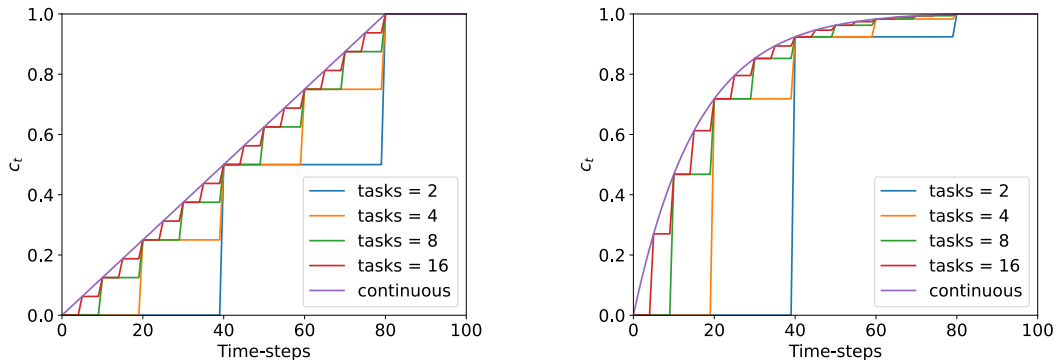 1.0
0.8
0.6
0.4
0.2
0.0
c_t
0 20 40 60 80 100
Time-steps
tasks = 2
tasks = 4
tasks = 8
tasks = 16
continuous
1.0
0.8
0.6
0.4
0.2
0.0
c_t
0 20 40 60 80 100
Time-steps
tasks = 2
tasks = 4
tasks = 8
tasks = 16
continuous